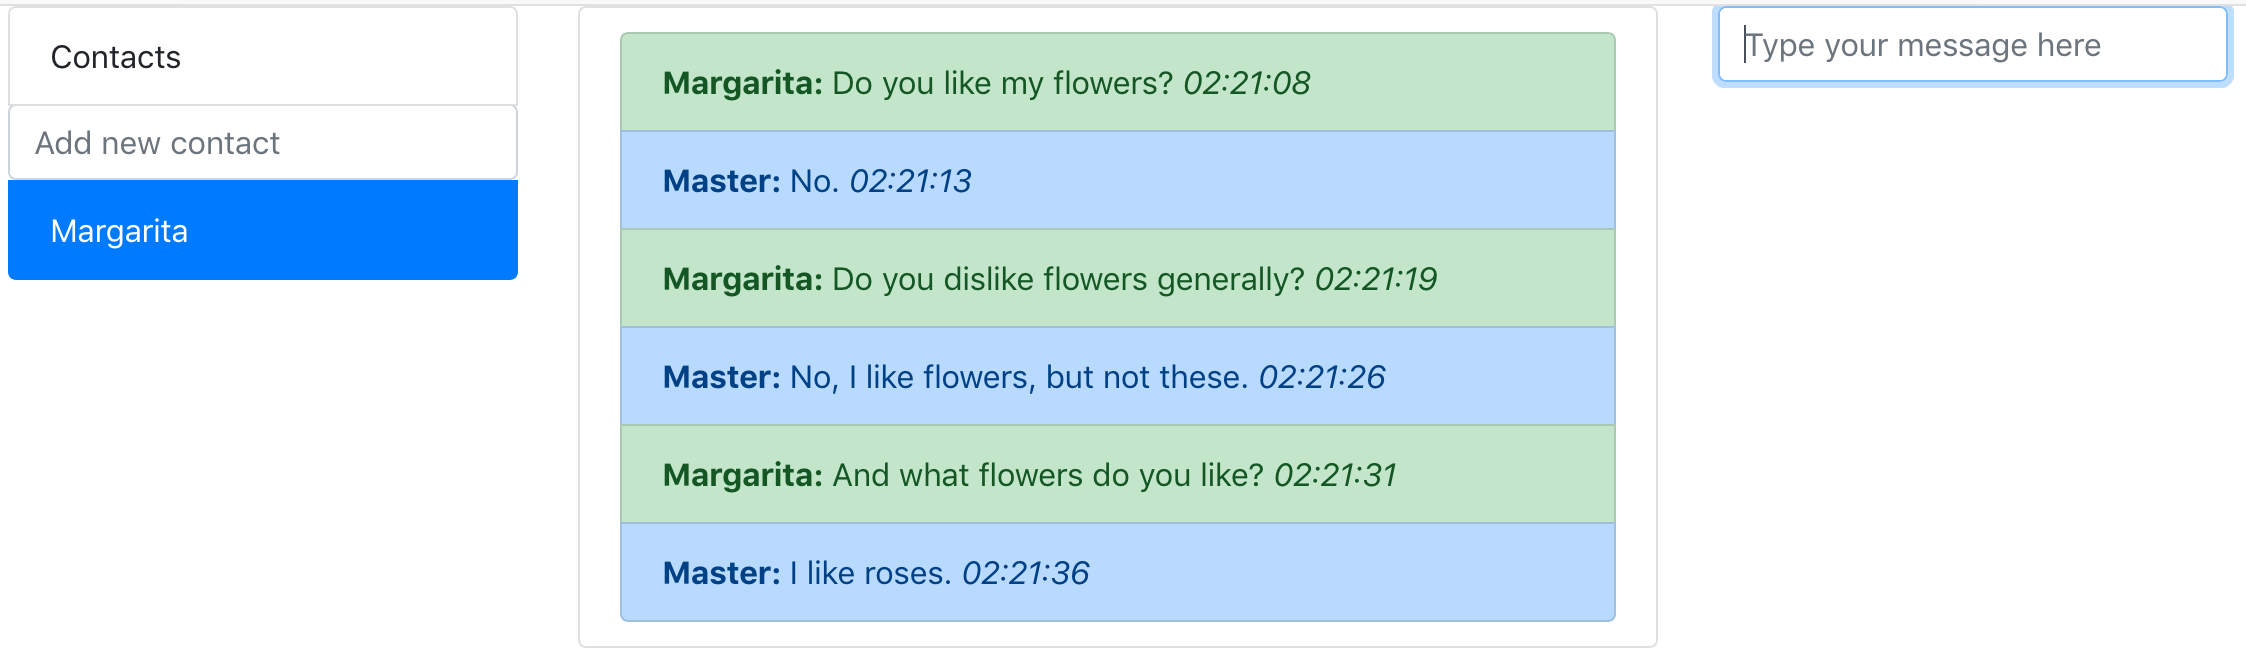 Contacts
Add new contact
Margarita
Margarita: Do you like my flowers? 02:21:08
Master: No. 02:21:13
Margarita: Do you dislike flowers generally? 02:21:19
Master: No, I like flowers, but not these. 02:21:26
Margarita: And what flowers do you like? 02:21:31
Master: I like roses. 02:21:36
Type your message here